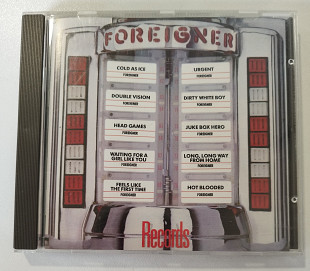 FOREIGNER
COLD AS ICE
FOREIGNER
URGENT
FOREIGNER
DOUBLE VISION
FOREIGNER
DIRTY WHITE BOY
FOREIGNER
HEAD GAMES
FOREIGNER
JUKE BOX HERO
FOREIGNER
WAITING FOR A
GIRL LIKE YOU
FOREIGNER
LONG, LONG WAY
FROM HOME
FOREIGNER
FEELS LIKE
THE FIRST TIME
FOREIGNER
HOT BLOODED
FOREIGNER
Records